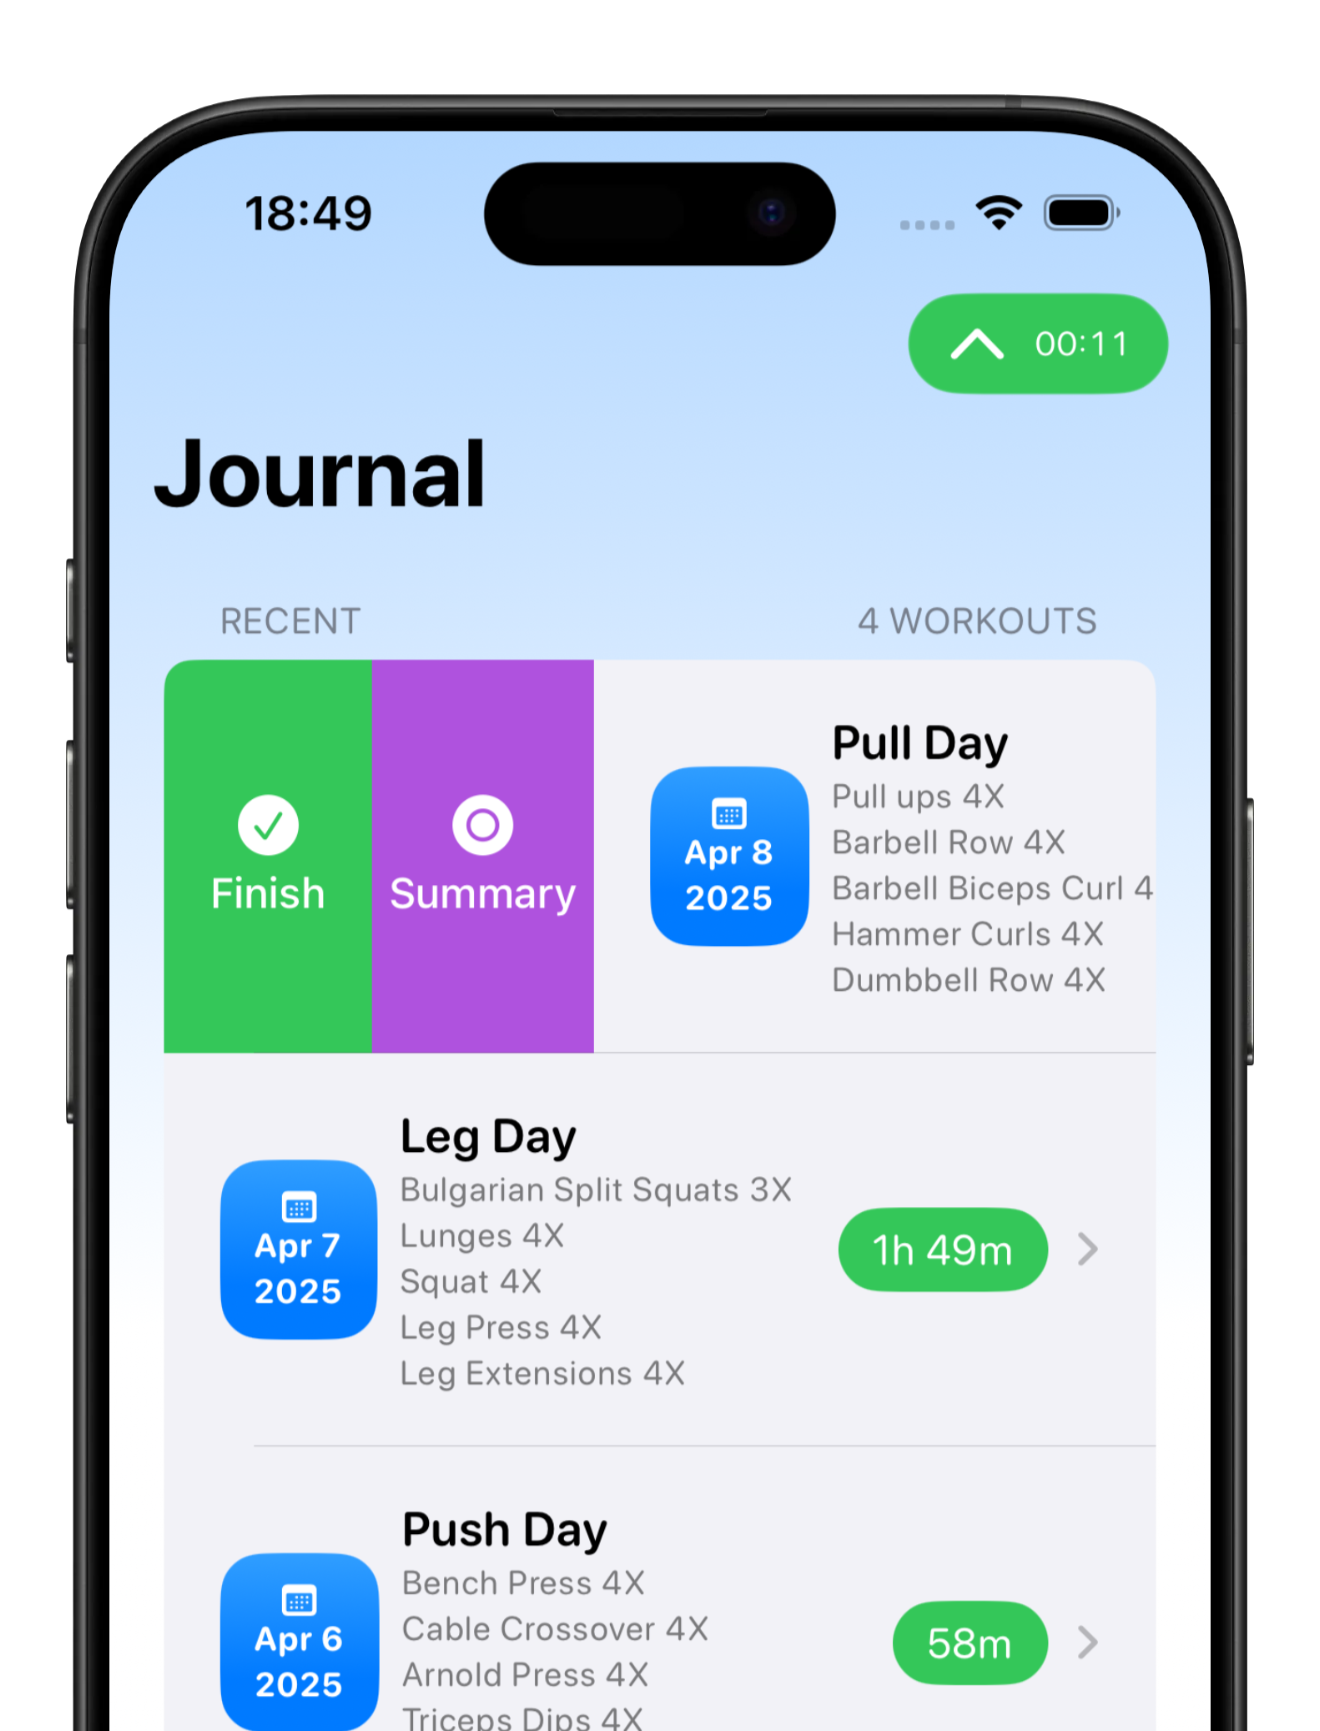 18:49
00:11
Journal
RECENT
4 WORKOUTS
Finish
Summary
Apr 8
2025
Pull Day
Pull ups 4X
Barbell Row 4X
Barbell Biceps Curl 4
Hammer Curls 4X
Dumbbell Row 4X
Apr 7
2025
Leg Day
Bulgarian Split Squats 3X
Lunges 4X
Squat 4X
Leg Press 4X
Leg Extensions 4X
1h 49m
Apr 6
2025
Push Day
Bench Press 4X
Cable Crossover 4X
Arnold Press 4X
Triceps Dips 4X
58m